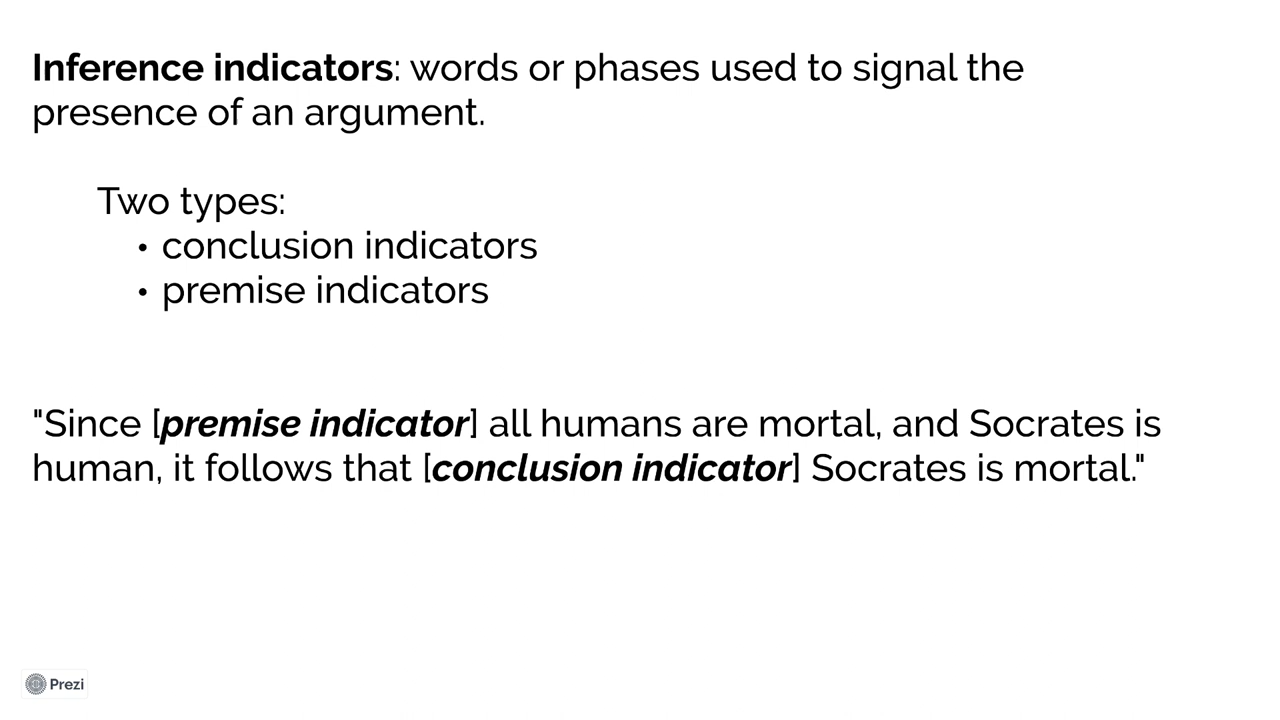 Inference indicators: words or phases used to signal the
presence of an argument.
Two types:
• conclusion indicators
• premise indicators
"Since [premise indicator] all humans are mortal, and Socrates is
human, it follows that [conclusion indicator] Socrates is mortal."
Prezi